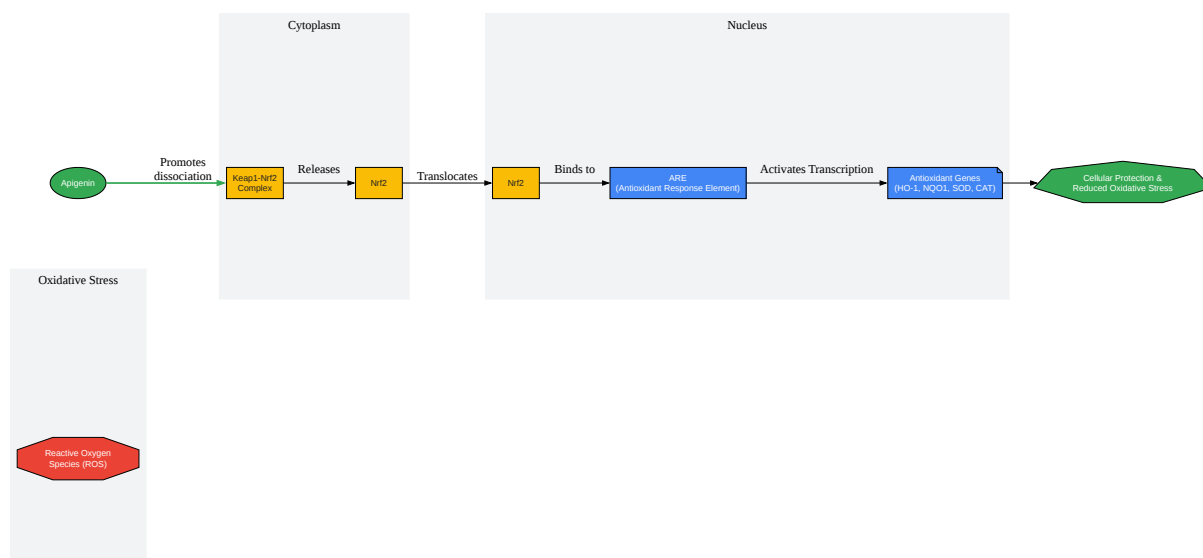 Cytoplasm
Nucleus
Apigenin
Promotes
dissociation
Keap1-Nrf2
Complex
Releases
Nrf2
Translocates
Nrf2
Binds to
ARE
(Antioxidant Response Element)
Activates Transcription
Antioxidant Genes
(HO-1, NQO1, SOD, CAT)
Cellular Protection &
Reduced Oxidative Stress
Oxidative Stress
Reactive Oxygen
Species (ROS)